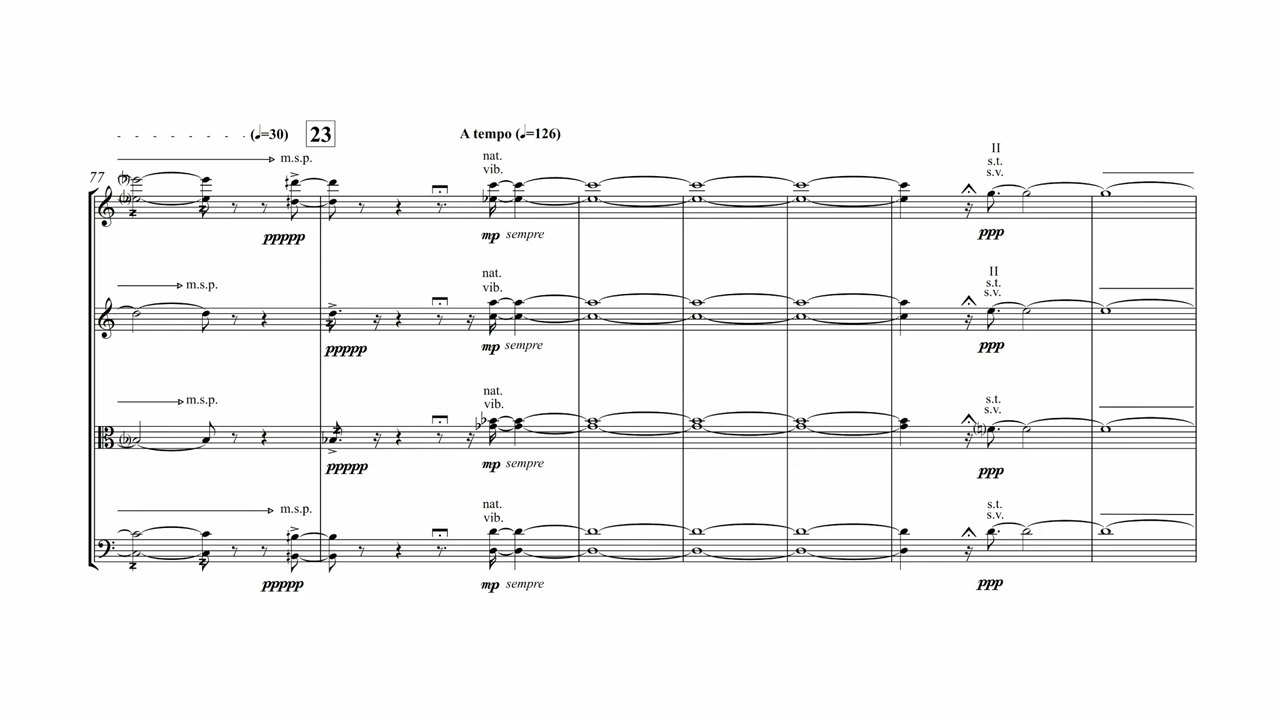 (♩=30) 23 A tempo (♩=126)
m.s.p. nat. II
77 vib. s.t.
s.v.
ppppp mp sempre ppp
m.s.p. nat. II
vib. s.t.
s.v.
ppppp mp sempre ppp
m.s.p. nat. s.t.
vib. s.v.
ppppp mp sempre ppp
m.s.p. nat. s.t.
vib. s.v.
ppppp mp sempre ppp